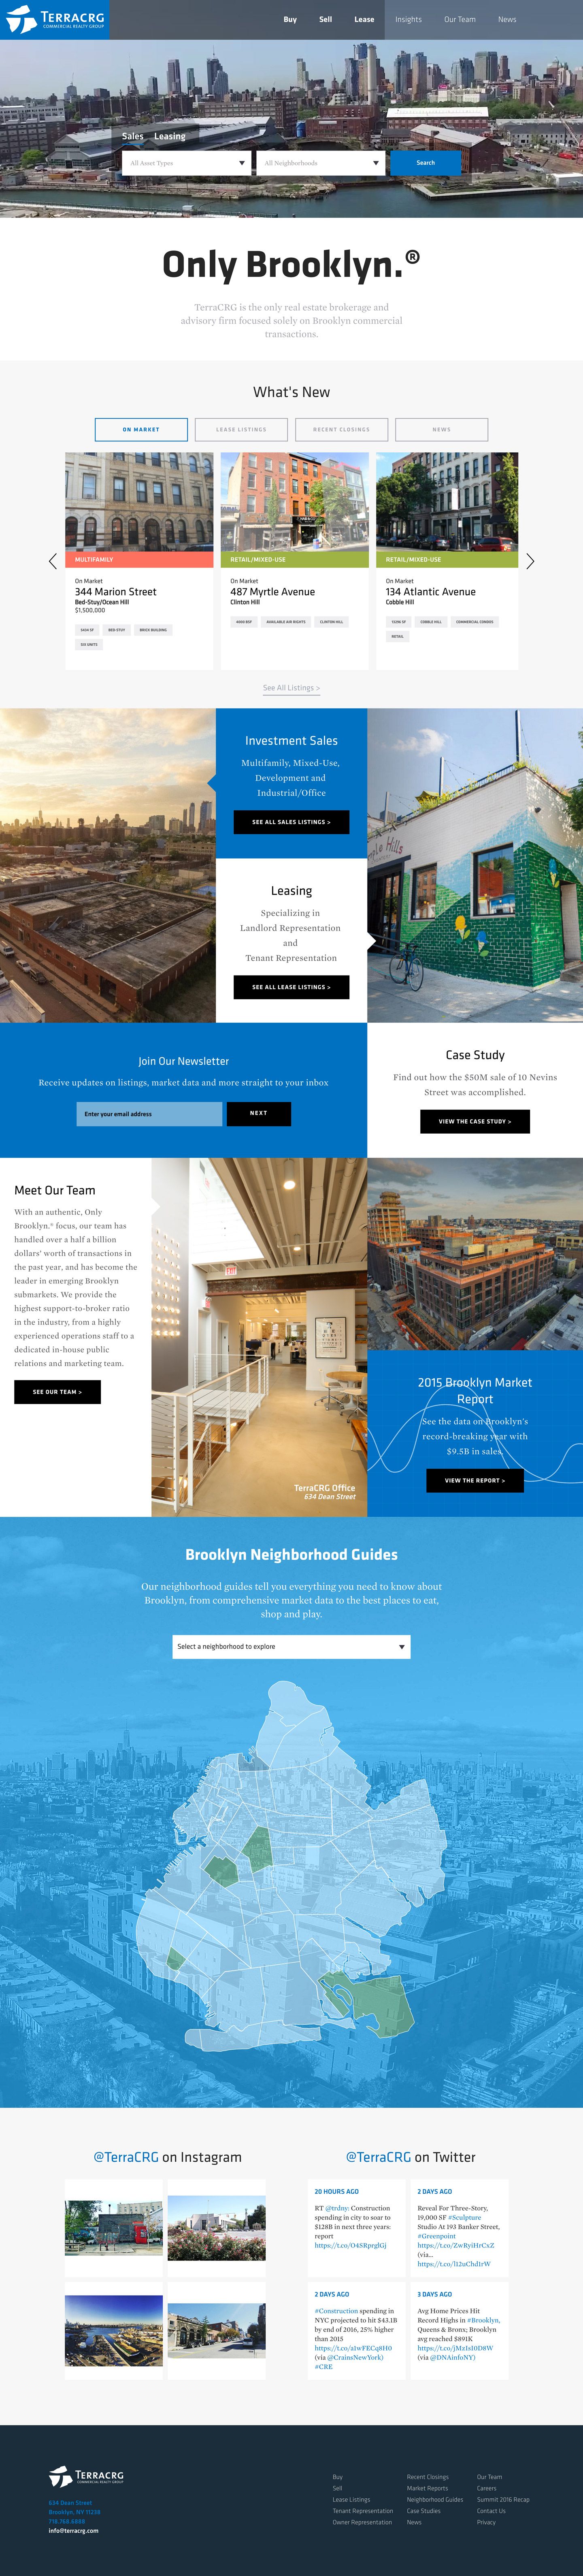 TERRACRG
COMMERCIAL REALTY GROUP
Buy
Sell
Lease
Insights
Our Team
News
Sales
Leasing
All Asset Types
All Neighborhoods
Search
Only Brooklyn.®
TerraCRG is the only real estate brokerage and
advisory firm focused solely on Brooklyn commercial
transactions.
What's New
ON MARKET
LEASE LISTINGS
RECENT CLOSINGS
NEWS
MULTIFAMILY
On Market
344 Marion Street
Bed-Stuy/Ocean Hill
$1,500,000
5404 SF
BED-STUY
BRICK BUILDING
SIX UNITS
RETAIL/MIXED-USE
On Market
487 Myrtle Avenue
Clinton Hill
AVAILABLE AIR RIGHTS
CLINTON HILL
RETAIL/MIXED-USE
On Market
134 Atlantic Avenue
Cobble Hill
COBBLE HILL
COMMERCIAL CONDOS
RETAIL
See All Listings >
Investment Sales
Multifamily, Mixed-Use,
Development and
Industrial/Office
SEE ALL SALES LISTINGS >
Leasing
Specializing in
Landlord Representation
and
Tenant Representation
SEE ALL LEASE LISTINGS >
Join Our Newsletter
Receive updates on listings, market data and more straight to your inbox
Enter your email address
NEXT
Case Study
Find out how the $50M sale of 10 Nevins
Street was accomplished.
VIEW THE CASE STUDY >
Meet Our Team
With an authentic, Only
Brooklyn.® focus, our team has
handled over a half a billion
dollars' worth of transactions in
the past year, and has become the
leader in emerging Brooklyn
submarkets. We provide the
highest support-to-broker ratio
in the industry, from a highly
experienced operations staff to a
dedicated in-house public
relations and marketing team.
SEE OUR TEAM >
TerraCRG Office
634 Dean Street
2015 Brooklyn Market
Report
See the data on Brooklyn's
record-breaking year with
$9.5B in sales.
VIEW THE REPORT >
Brooklyn Neighborhood Guides
Our neighborhood guides tell you everything you need to know about
Brooklyn, from comprehensive market data to the best places to eat,
shop and play.
Select a neighborhood to explore
@TerraCRG on Instagram
@TerraCRG on Twitter
20 HOURS AGO
RT @trdny: Construction
spending in city to soar to
$128B in next three years:
report
https://t.co/O4SRprglGj
2 DAYS AGO
Reveal For Three-Story,
19,000 SF #Sculpture
Studio At 193 Banker Street,
#Greenpoint
https://t.co/ZwRyiHrCxZ
(via...
https://t.co/l12uChd1rW
2 DAYS AGO
#Construction spending in
NYC projected to hit $43.1B
by end of 2016, 25% higher
than 2015
https://t.co/a1wFECq8H0
(via @CrainsNewYork)
#CRE
3 DAYS AGO
Avg Home Prices Hit
Record Highs in #Brooklyn,
Queens & Bronx; Brooklyn
avg reached $891K
https://t.co/jMzIsI0D8W
(via @DNAinfoNY)
TERRACRG
COMMERCIAL REALTY GROUP
634 Dean Street
Brooklyn, NY 11238
718.768.6888
info@terracrg.com
Buy
Sell
Lease Listings
Tenant Representation
Owner Representation
Recent Closings
Market Reports
Neighborhood Guides
Case Studies
News
Our Team
Careers
Summit 2016 Recap
Contact Us
Privacy